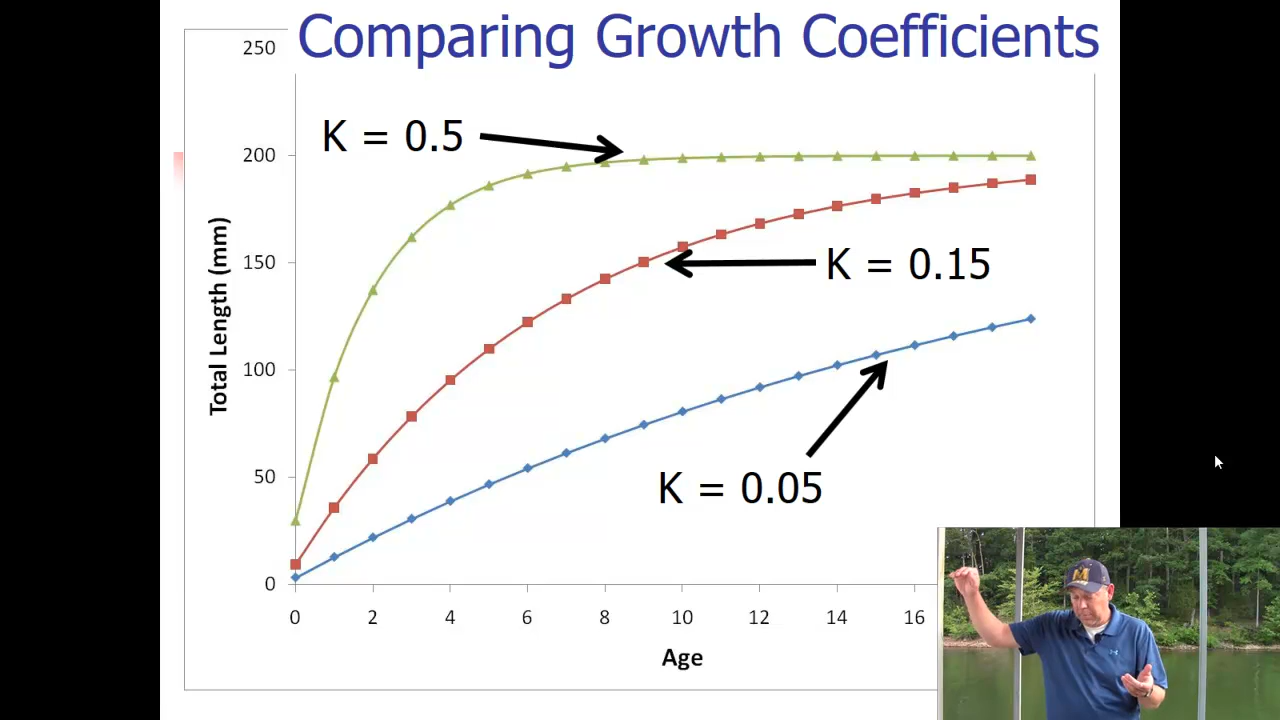 Comparing Growth Coefficients
250
K = 0.5
200
150
K = 0.15
Total Length (mm)
100
K = 0.05
50
0
0 2 4 6 8 10 12 14 16
Age
M